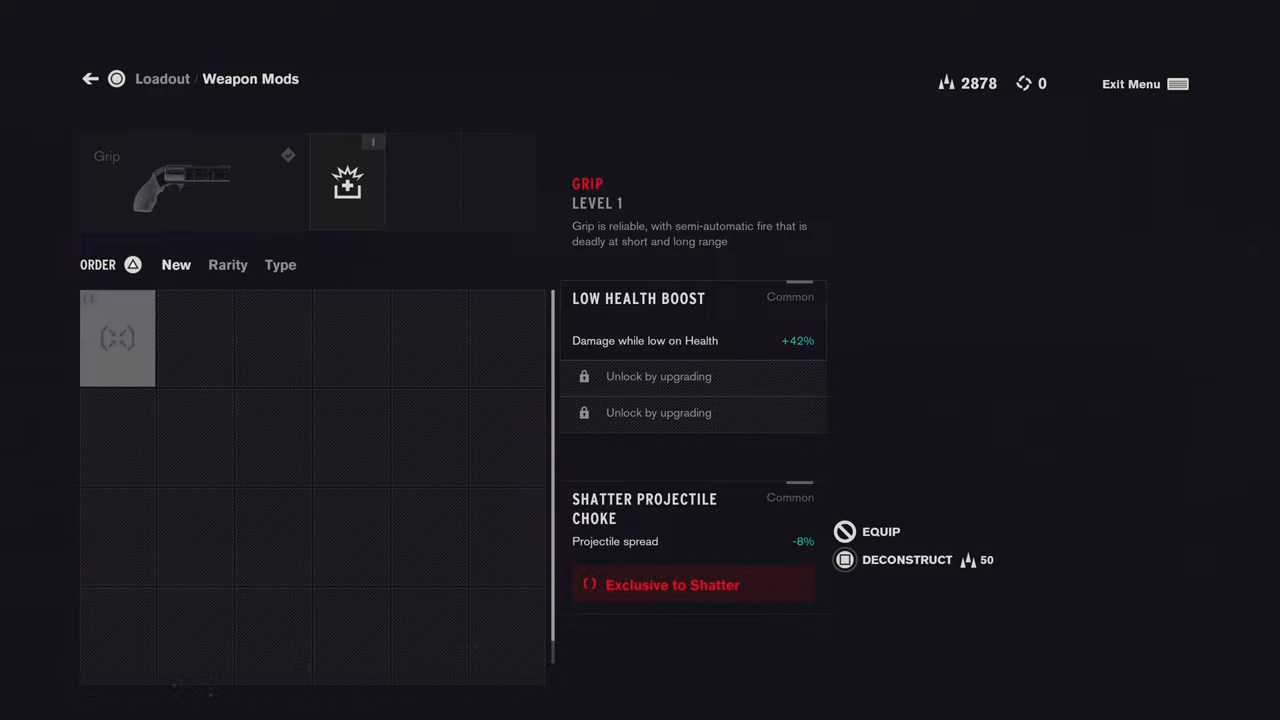 Loadout / Weapon Mods
2878
0
Exit Menu
Grip
I
GRIP
LEVEL 1
Grip is reliable, with semi-automatic fire that is
deadly at short and long range
ORDER New Rarity Type
LOW HEALTH BOOST Common
Damage while low on Health +42%
Unlock by upgrading
Unlock by upgrading
SHATTER PROJECTILE Common
CHOKE
Projectile spread -8%
Exclusive to Shatter
EQUIP
DECONSTRUCT 50